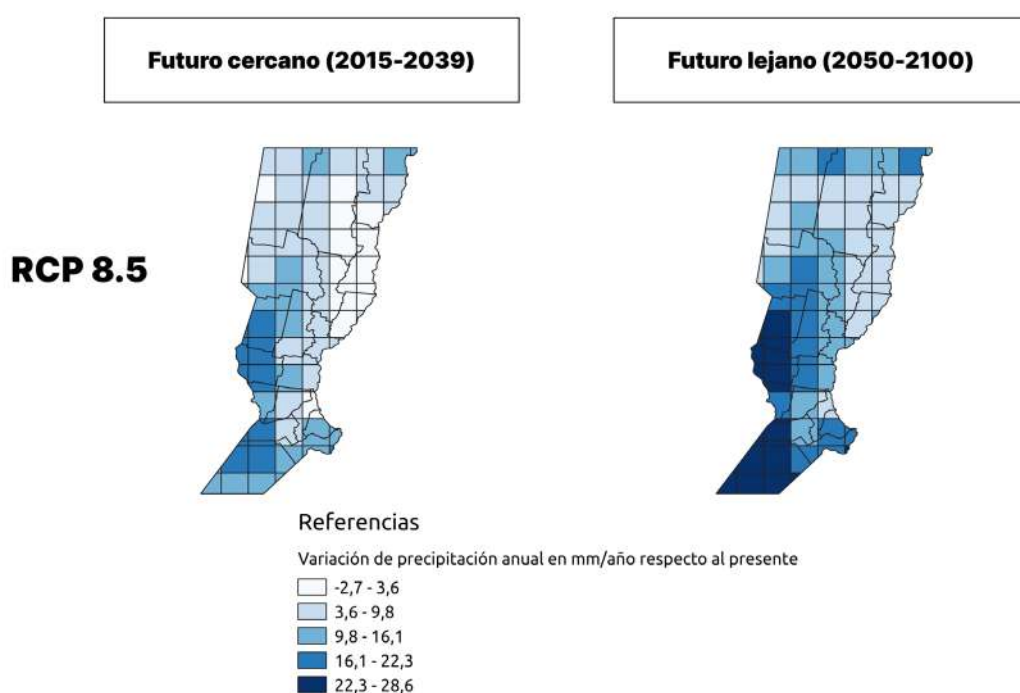 Futuro cercano (2015-2039)
Futuro lejano (2050-2100)
RCP 8.5
Referencias
Variación de precipitación anual en mm/año respecto al presente
-2,7 - 3,6
3,6 - 9,8
9,8 - 16,1
16,1 - 22,3
22,3 - 28,6